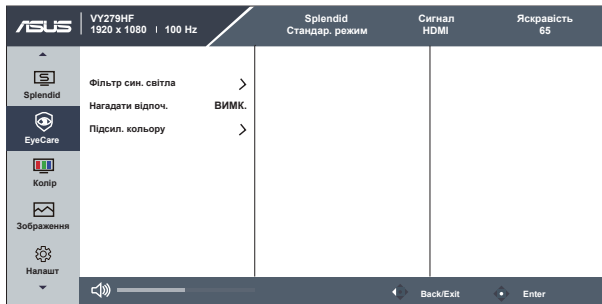 ASUS
VY279HF
1920 x 1080 | 100 Hz
Splendid
Стандар. режим
Сигнал
HDMI
Яскравість
65
Splendid
EyeCare
Колір
Зображення
Налашт
Фільтр син. світла
Нагадати відпоч. ВИМК.
Підсил. кольору
Back/Exit
Enter